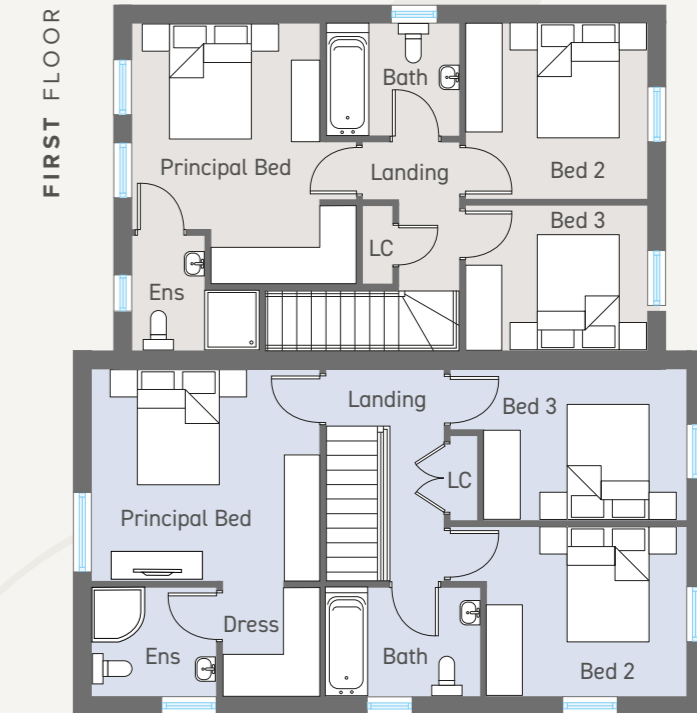 FIRST FLOOR
Bath
Principal Bed
Landing
Bed 2
Bed 3
LC
Ens
Landing
Bed 3
LC
Principal Bed
Dress
Ens
Bath
Bed 2